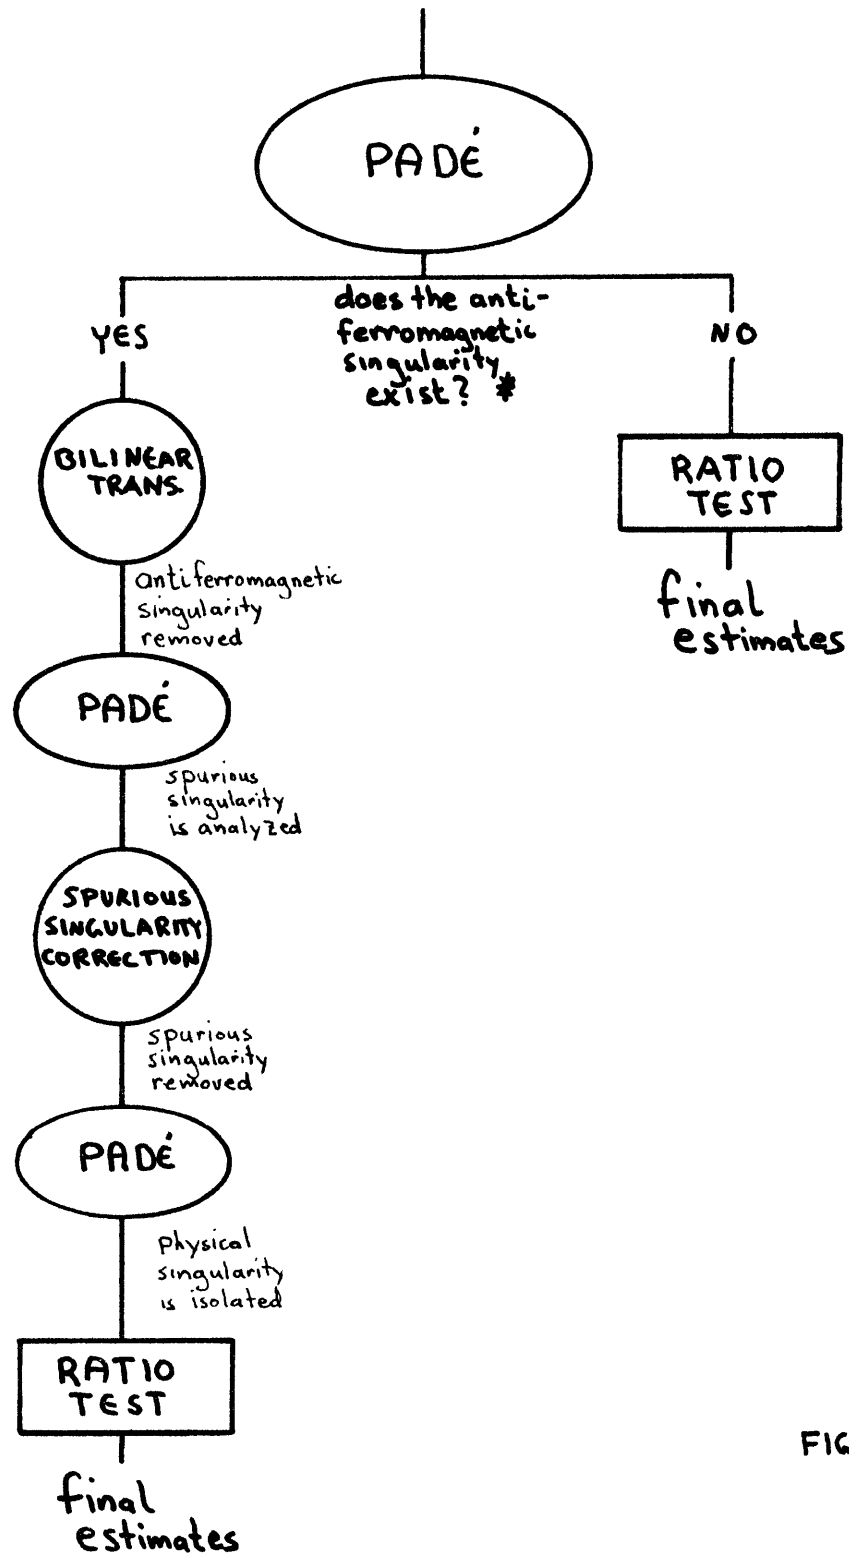 PADÉ
does the anti-
ferromagnetic
singularity
exist? *
YES
NO
BILINEAR
TRANS.
RATIO
TEST
final
estimates
antiferromagnetic
singularity
removed
PADÉ
spurious
singularity
is analyzed
SPURIOUS
SINGULARITY
CORRECTION
spurious
singularity
removed
PADÉ
physical
singularity
is isolated
RATIO
TEST
FIG
final
estimates